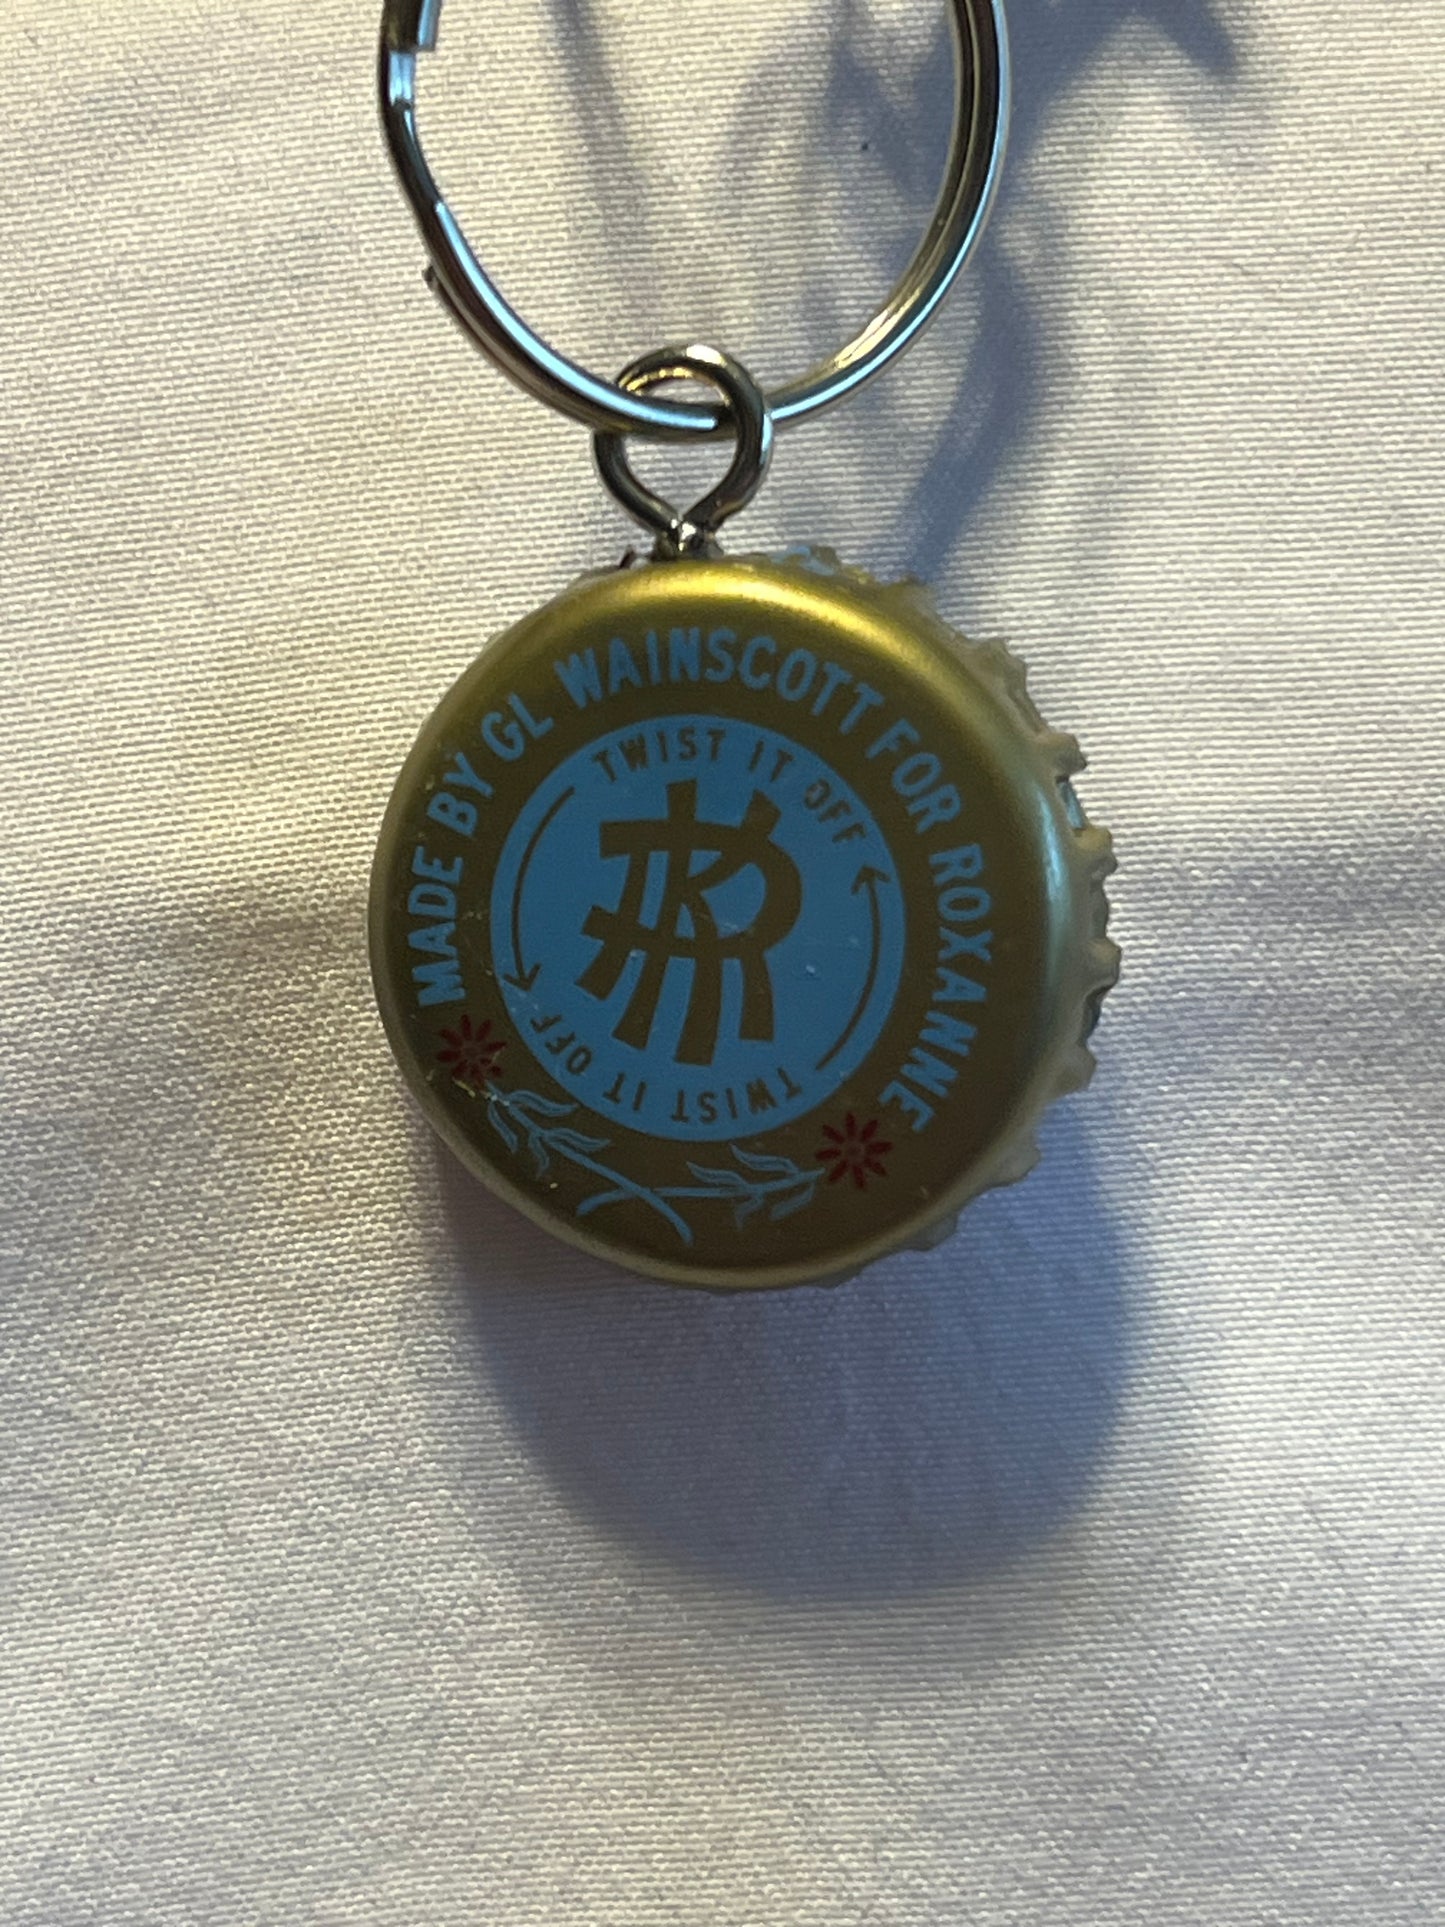 MADE BY GL WAINSCOTT FOR ROXANNE
TWIST IT OFF
TWIST IT OFF